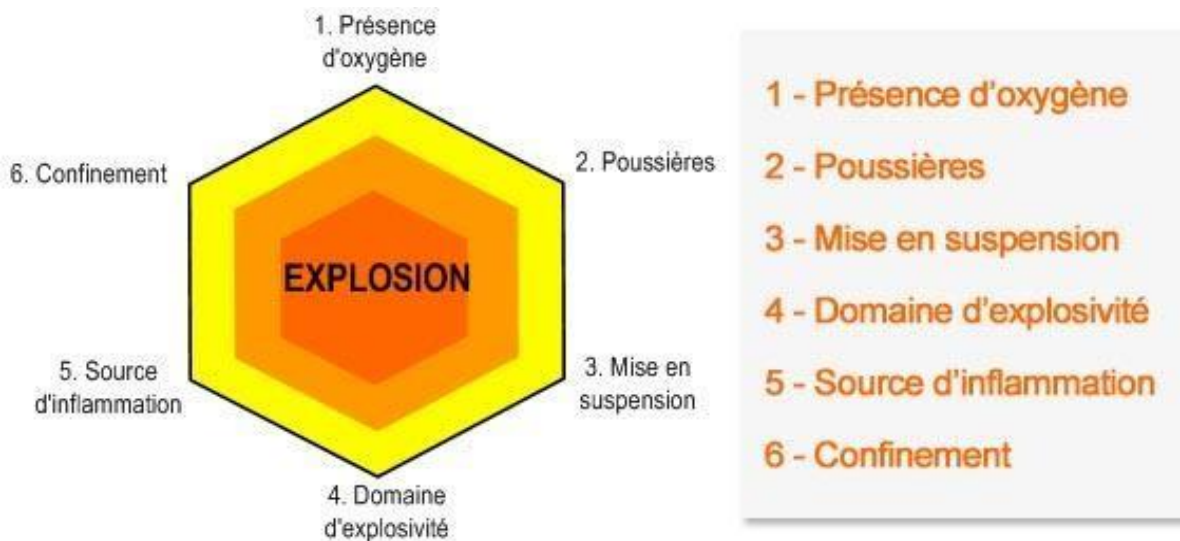 1. Présence
d'oxygène
2. Poussières
3. Mise en
suspension
4. Domaine
d'explosivité
5. Source
d'inflammation
6. Confinement
EXPLOSION
1 - Présence d'oxygène
2 - Poussières
3 - Mise en suspension
4 - Domaine d'explosivité
5 - Source d'inflammation
6 - Confinement